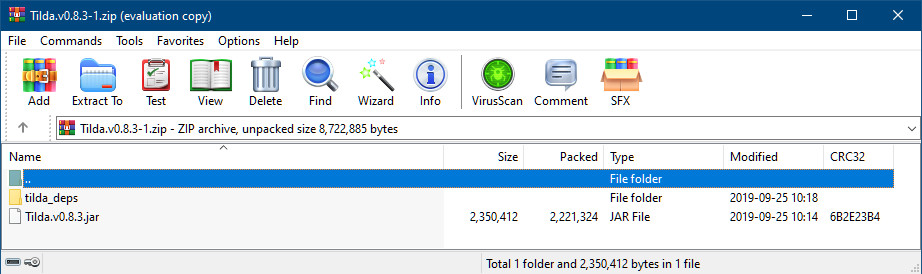 Tilda.v0.8.3-1.zip (evaluation copy)
File Commands Tools Favorites Options Help
Add Extract To Test View Delete Find Wizard Info VirusScan Comment SFX
Tilda.v0.8.3-1.zip - ZIP archive, unpacked size 8,722,885 bytes
Name Size Packed Type Modified CRC32
.. File folder
tilda_deps File folder 2019-09-25 10:18
Tilda.v0.8.3.jar 2,350,412 2,221,324 JAR File 2019-09-25 10:14 6B2E23B4
Total 1 folder and 2,350,412 bytes in 1 file